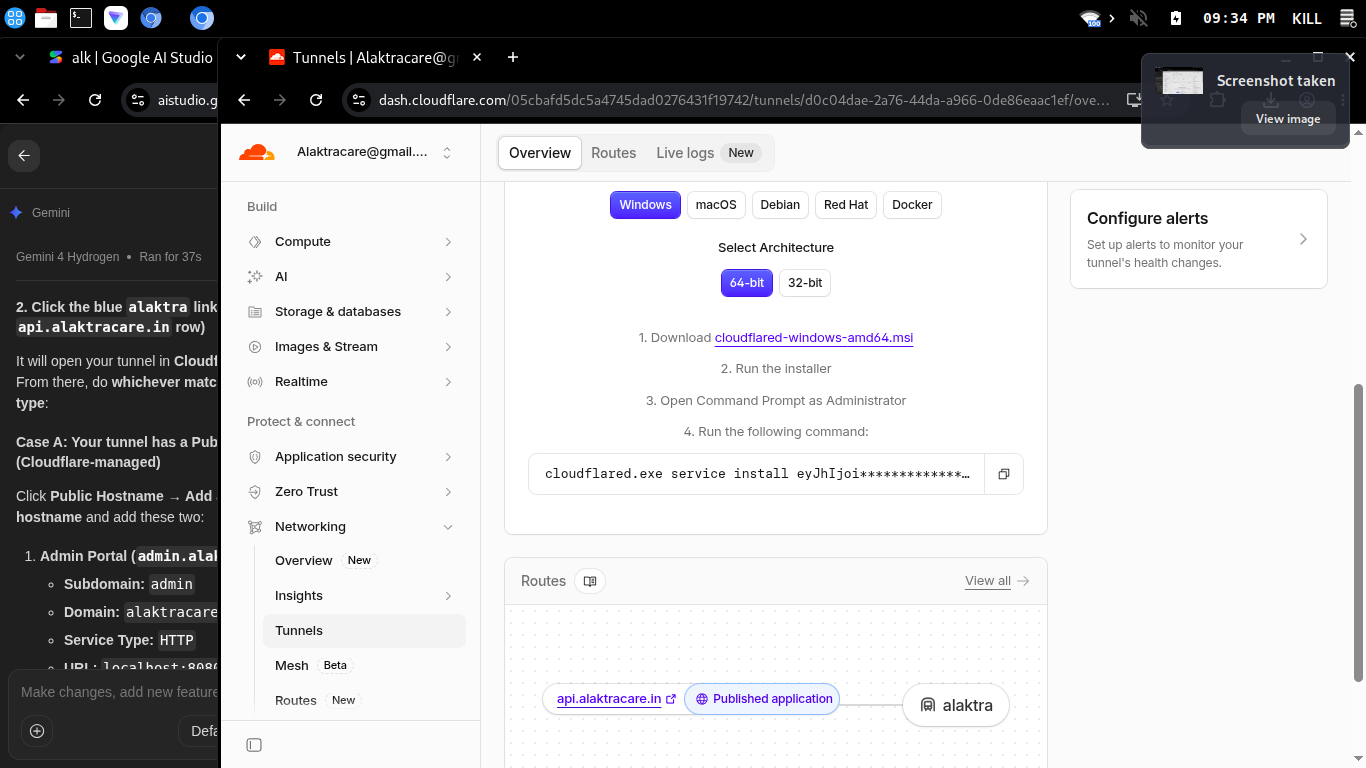 100
09:34 PM
KILL
alk | Google AI Studio
Tunnels | Alaktracare@g
aistudio.g
dash.cloudflare.com/05cbafd5dc5a4745dad0276431f19742/tunnels/d0c04dae-2a76-44da-a966-0de86eaac1ef/ove...
Screenshot taken
View image
Gemini
Gemini 4 Hydrogen • Ran for 37s
2. Click the blue alaktra link
api.alaktracare.in row)
It will open your tunnel in Cloudf
From there, do whichever matc
type:
Case A: Your tunnel has a Pub
(Cloudflare-managed)
Click Public Hostname → Add
hostname and add these two:
1. Admin Portal (admin.alak
Subdomain: admin
Domain: alaktracare
Service Type: HTTP
URL: localhost:8080
Make changes, add new feature
Defa
Alaktracare@gmail....
Build
Compute
AI
Storage & databases
Images & Stream
Realtime
Protect & connect
Application security
Zero Trust
Networking
Overview New
Insights
Tunnels
Mesh Beta
Routes New
Overview
Routes
Live logs New
Windows
macOS
Debian
Red Hat
Docker
Select Architecture
64-bit
32-bit
1. Download cloudflared-windows-amd64.msi
2. Run the installer
3. Open Command Prompt as Administrator
4. Run the following command:
cloudflared.exe service install eyJhIjoi*************…
Routes
View all
api.alaktracare.in
Published application
alaktra
Configure alerts
Set up alerts to monitor your
tunnel's health changes.